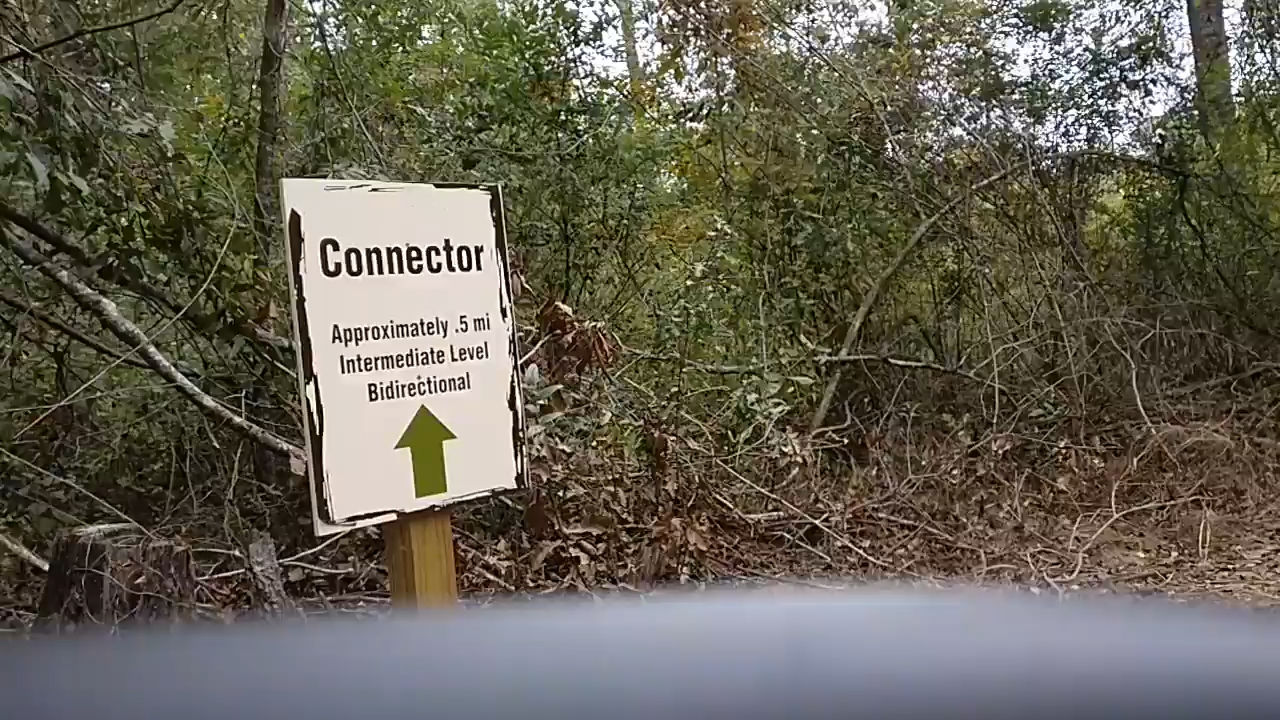 Connector
Approximately .5 mi
Intermediate Level
Bidirectional